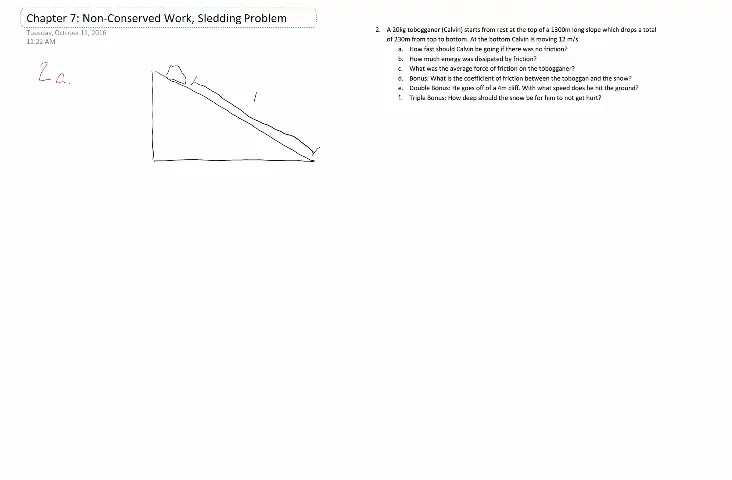 Chapter 7: Non-Conserved Work, Sledding Problem
Tuesday, October 11, 2016
11:22 AM
2. A 20kg tobogganer (Calvin) starts from rest at the top of a 1300m long slope which drops a total
of 230m from top to bottom. At the bottom Calvin is moving 12 m/s.
a. How fast should Calvin be going if there was no friction?
b. How much energy was dissipated by friction?
c. What was the average force of friction on the tobogganer?
d. Bonus: What is the coefficient of friction between the toboggan and the snow?
e. Double Bonus: He goes off of a 4m cliff. With what speed does he hit the ground?
f. Triple Bonus: How deep should the snow be for him to not get hurt?
2